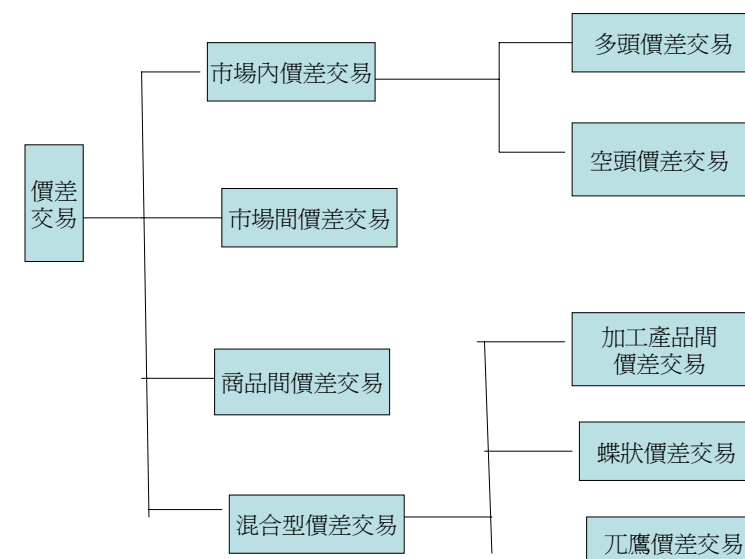 多頭價差交易
市場內價差交易
空頭價差交易
價差
交易
市場間價差交易
加工產品間
價差交易
商品間價差交易
蝶狀價差交易
混合型價差交易
兀鷹價差交易